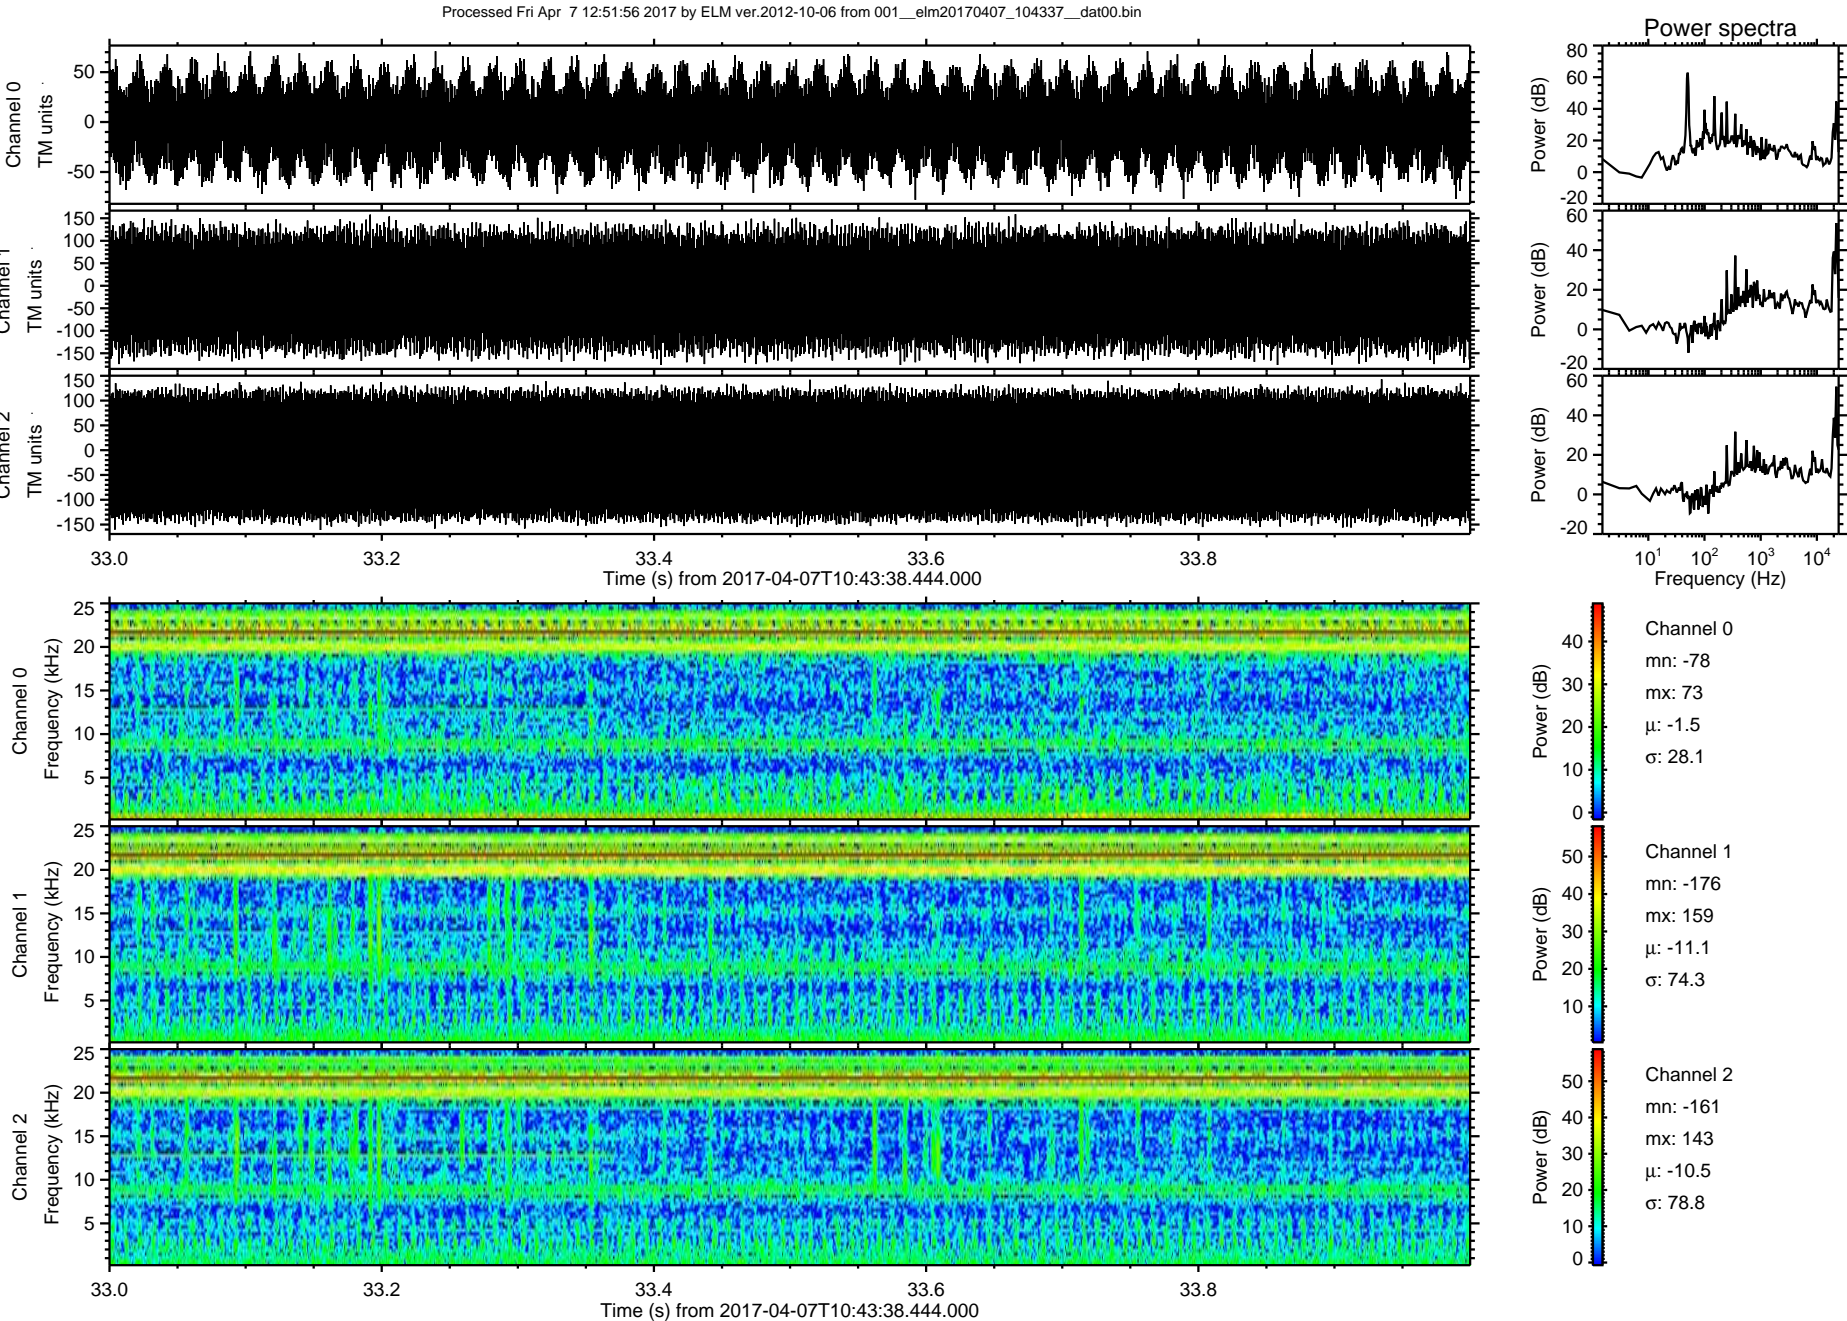 Processed Fri Apr  7 12:51:56 2017 by ELM ver.2012-10-06 from 001__elm20170407_104337__dat00.bin
Power spectra
Channel 0
TM units
50
0
-50
Power (dB)
80
60
40
20
0
-20
Channel 1
TM units
150
100
50
0
-50
-100
-150
Power (dB)
60
40
20
0
-20
Channel 2
TM units
150
100
50
0
-50
-100
-150
Power (dB)
60
40
20
0
-20
33.0 33.2 33.4 33.6 33.8
Time (s) from 2017-04-07T10:43:38.444.000
10^1 10^2 10^3 10^4
Frequency (Hz)
Channel 0
Frequency (kHz)
25
20
15
10
5
Power (dB)
40
30
20
10
0
Channel 0
mn: -78
mx: 73
μ: -1.5
σ: 28.1
Channel 1
Frequency (kHz)
25
20
15
10
5
Power (dB)
50
40
30
20
10
Channel 1
mn: -176
mx: 159
μ: -11.1
σ: 74.3
Channel 2
Frequency (kHz)
25
20
15
10
5
Power (dB)
50
40
30
20
10
0
Channel 2
mn: -161
mx: 143
μ: -10.5
σ: 78.8
33.0 33.2 33.4 33.6 33.8
Time (s) from 2017-04-07T10:43:38.444.000